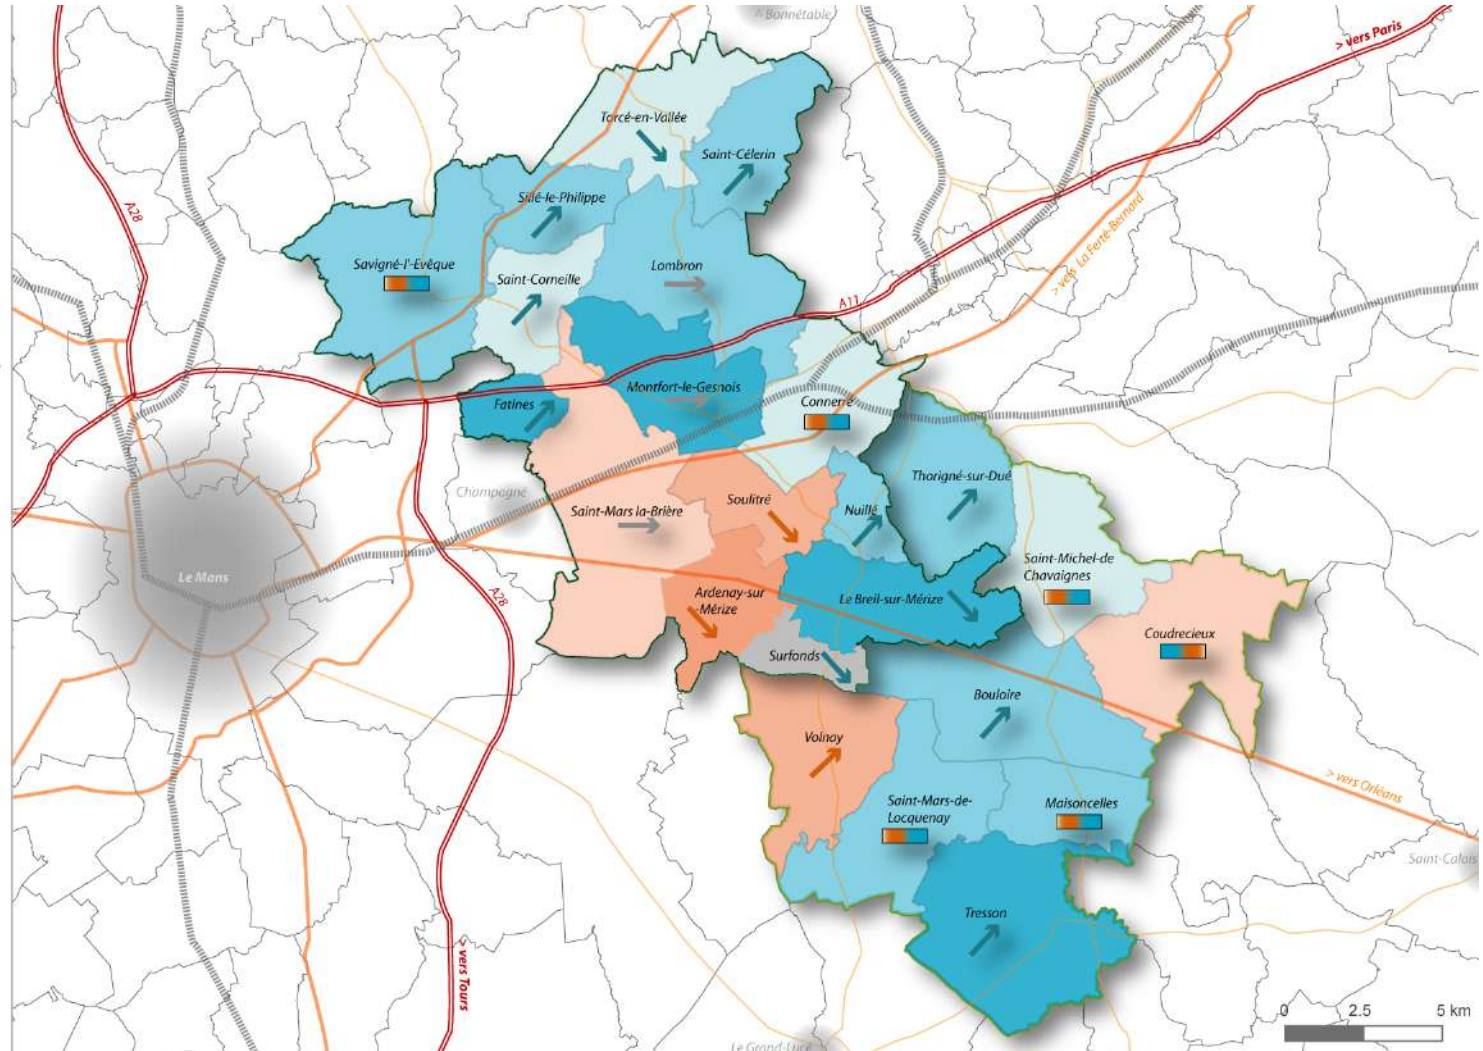 Bonnétable
> vers Paris
Torcé-en-Vallée
Saint-Célerin
Sillé-le-Philippe
A28
> vers La Ferté-Bernard
Savigné-l'-Evêque
Saint-Corneille
Lombron
A11
Montfort-le-Gesnois
Fatines
Connerré
Thorigné-sur-Dué
Champagné
Soulitré
Saint-Mars la-Brière
Nuillé
Le Mans
Saint-Michel-de
Chavaignes
A28
Ardenay-sur
-Mérize
Le Breil-sur-Mérize
Coudrecieux
Surfonds
Bouloire
Volnay
> vers Orléans
Saint-Mars-de-
Locquenay
Maisoncelles
Saint-Calais
Tresson
> vers Tours
0 2.5 5 km
Le Grand-Lucé